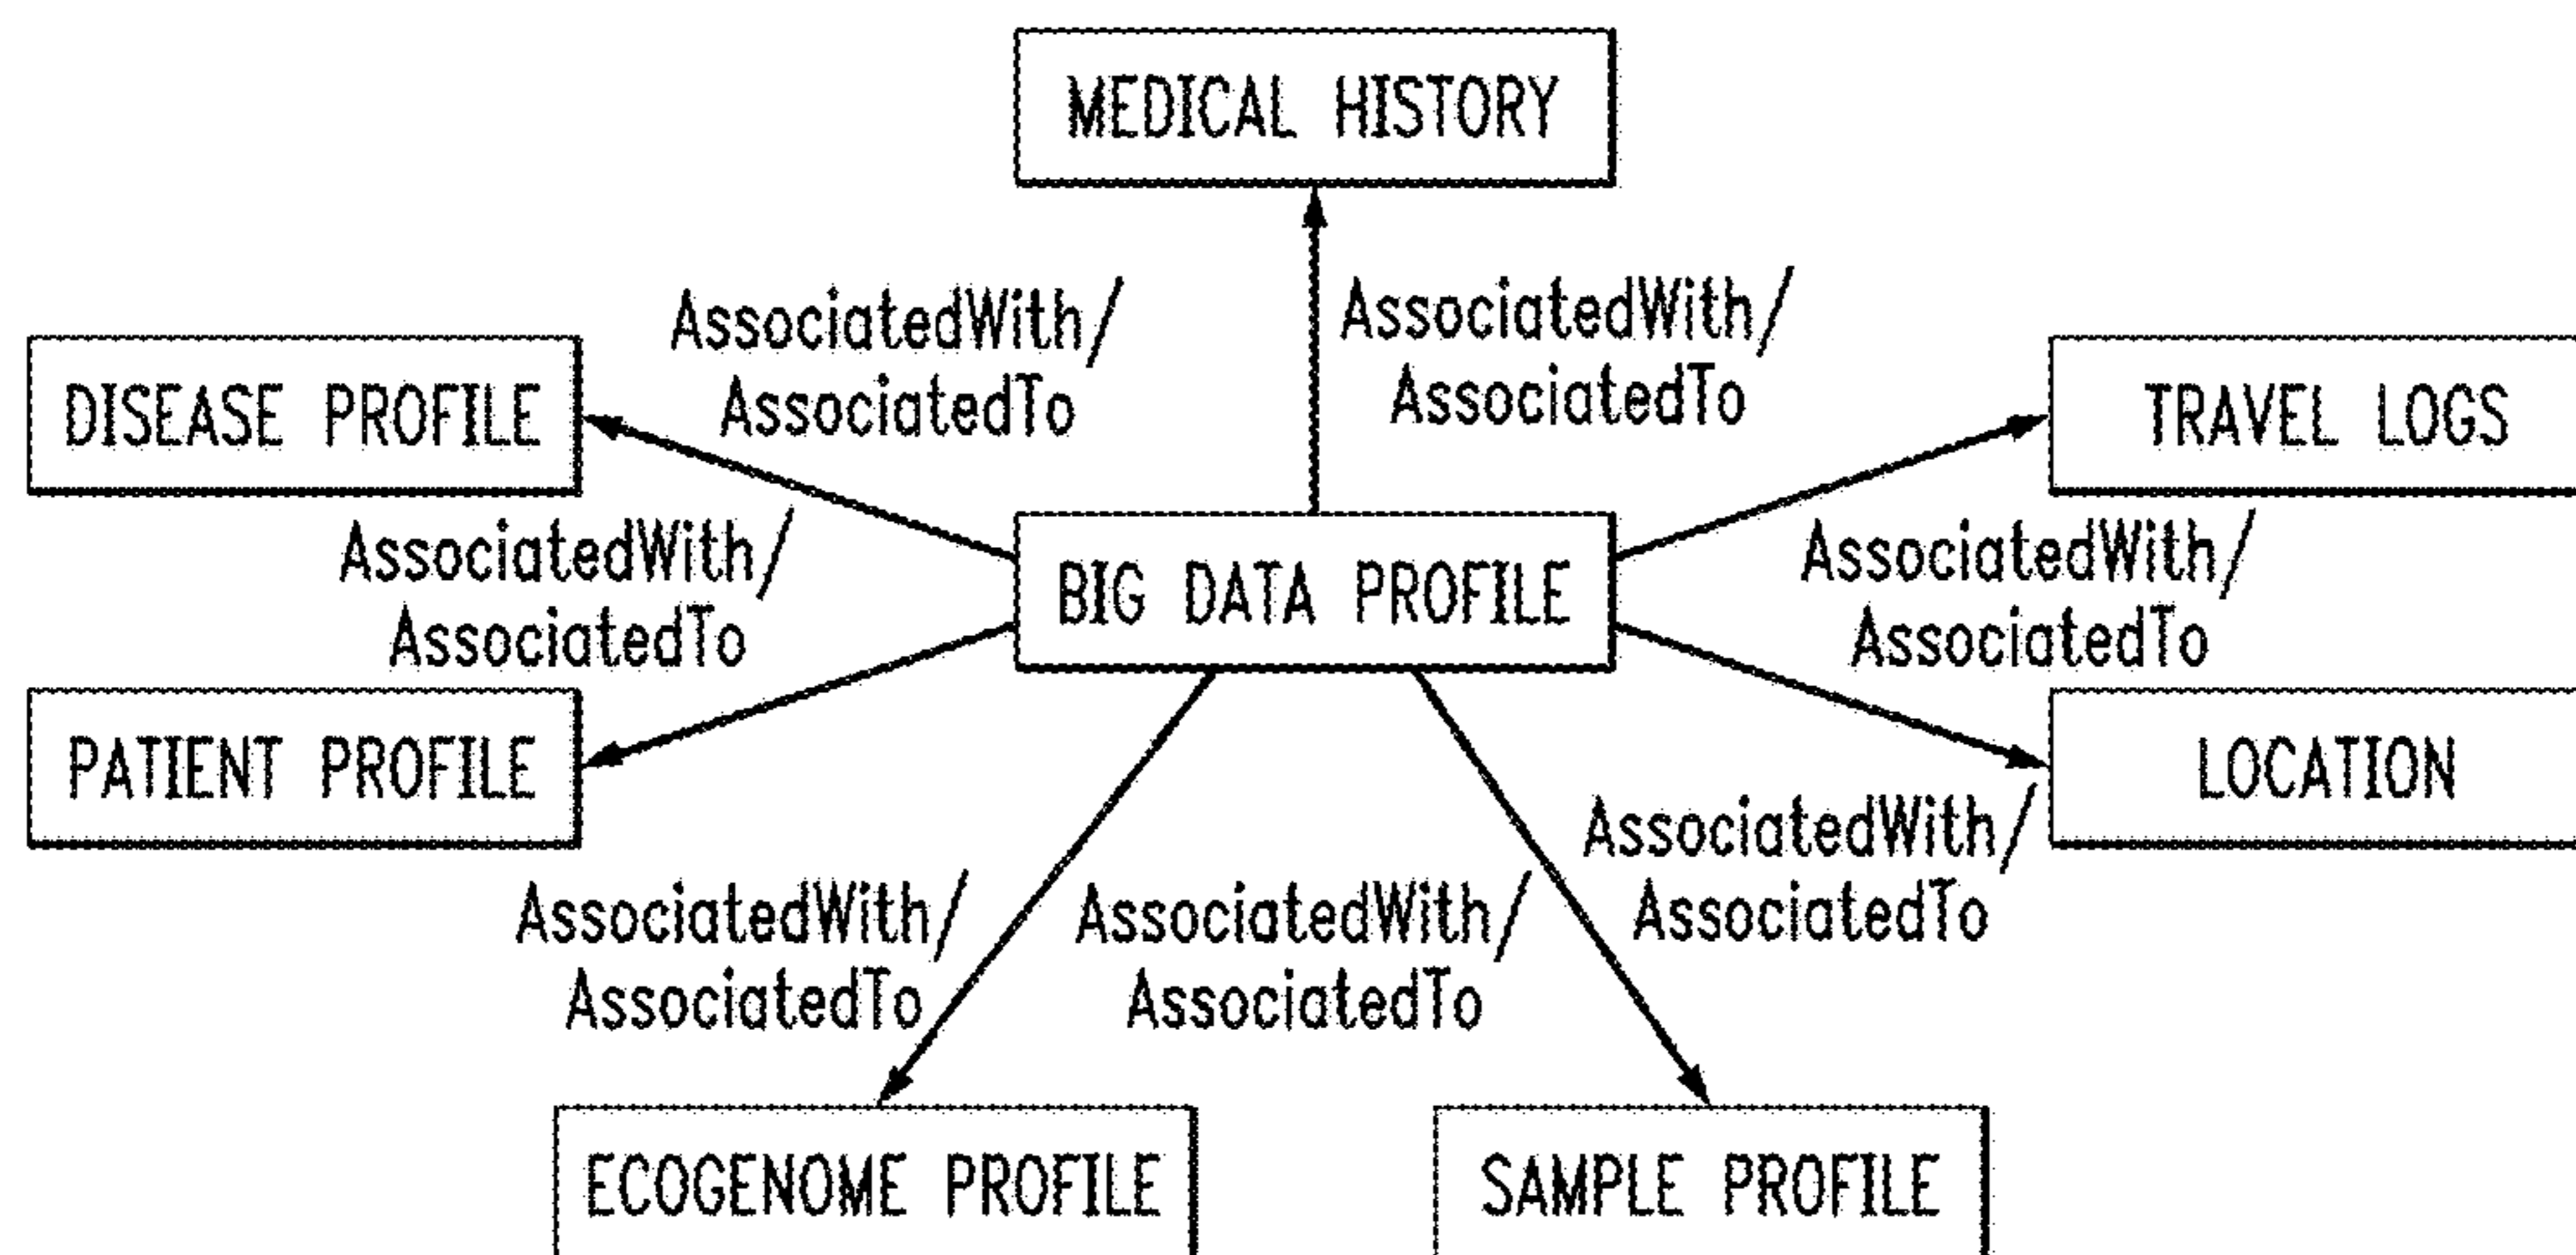 MEDICAL HISTORY
AssociatedWith/
AssociatedTo
AssociatedWith/
AssociatedTo
DISEASE PROFILE
TRAVEL LOGS
AssociatedWith/
AssociatedTo
BIG DATA PROFILE
AssociatedWith/
AssociatedTo
PATIENT PROFILE
LOCATION
AssociatedWith/
AssociatedTo
AssociatedWith/
AssociatedTo
AssociatedWith/
AssociatedTo
ECOGENOME PROFILE
SAMPLE PROFILE